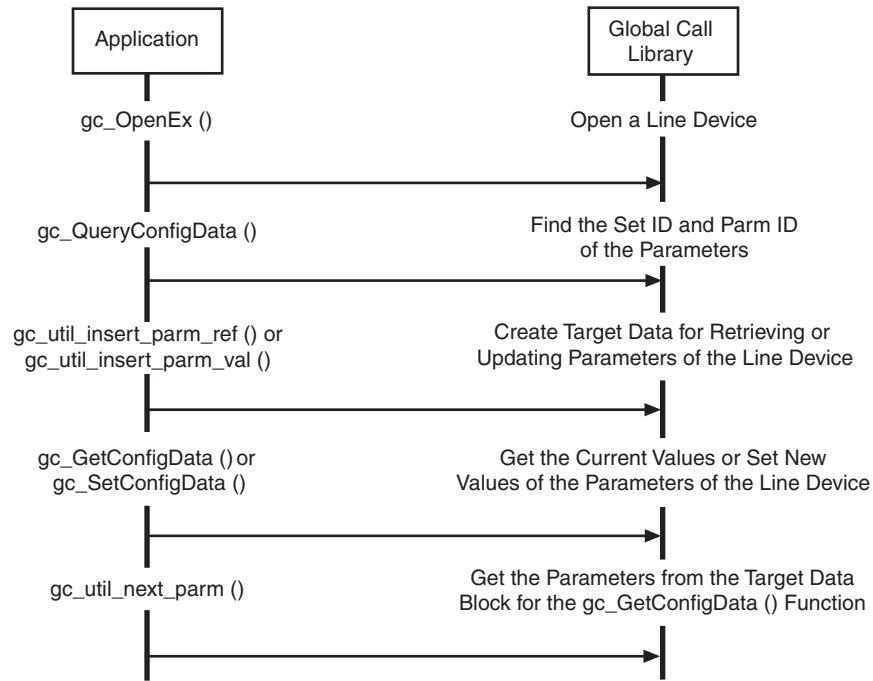 Application
Global Call
Library
gc_OpenEx ()
Open a Line Device
gc_QueryConfigData ()
Find the Set ID and Parm ID
of the Parameters
gc_util_insert_parm_ref () or
gc_util_insert_parm_val ()
Create Target Data for Retrieving or
Updating Parameters of the Line Device
gc_GetConfigData () or
gc_SetConfigData ()
Get the Current Values or Set New
Values of the Parameters of the Line Device
gc_util_next_parm ()
Get the Parameters from the Target Data
Block for the gc_GetConfigData () Function